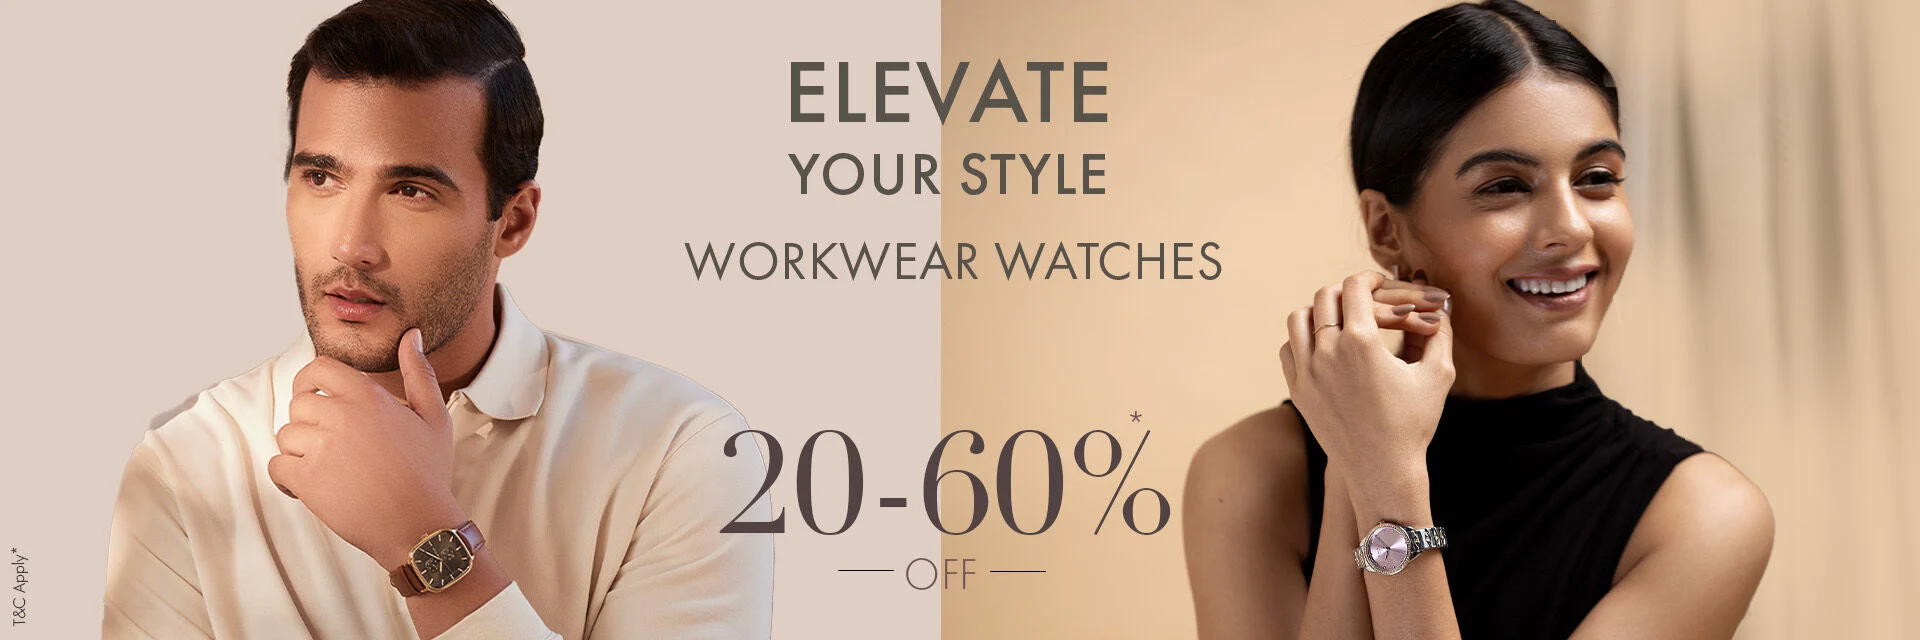 ELEVATE
YOUR STYLE
WORKWEAR WATCHES
20-60%*
OFF
T&C Apply*